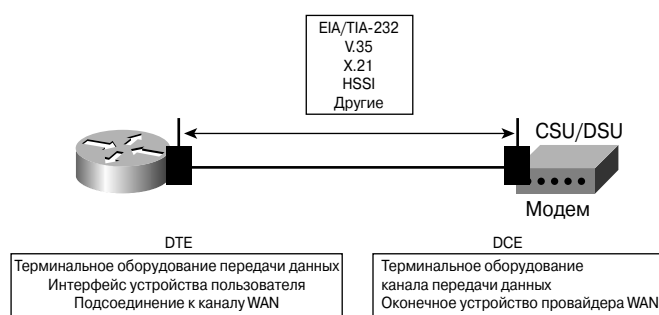 EIA/TIA-232
V.35
X.21
HSSI
Другие
CSU/DSU
Модем
DTE
Терминальное оборудование передачи данных
Интерфейс устройства пользователя
Подсоединение к каналу WAN
DCE
Терминальное оборудование
канала передачи данных
Оконечное устройство провайдера WAN